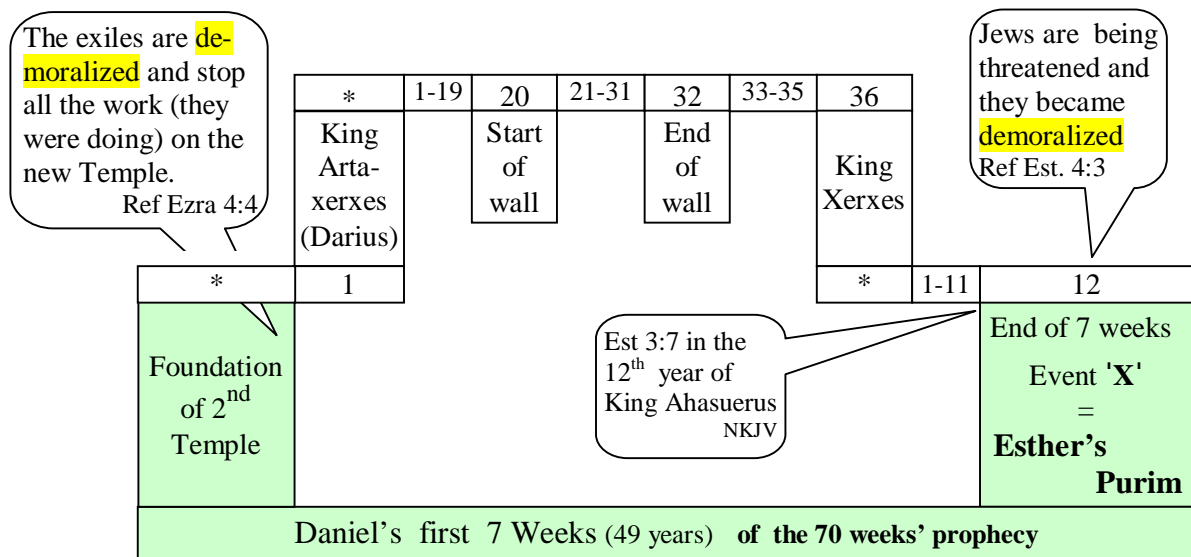 The exiles are de-
moralized and stop
all the work (they
were doing) on the
new Temple.
Ref Ezra 4:4
Jews are being
threatened and
they became
demoralized
Ref Est. 4:3
* 1-19 20 21-31 32 33-35 36
King
Arta-
xerxes
(Darius)
Start
of
wall
End
of
wall
King
Xerxes
* 1 * 1-11 12
Foundation
of 2nd
Temple
Est 3:7 in the
12th year of
King Ahasuerus
NKJV
End of 7 weeks
Event 'X'
=
Esther's
Purim
Daniel's first 7 Weeks (49 years) of the 70 weeks' prophecy